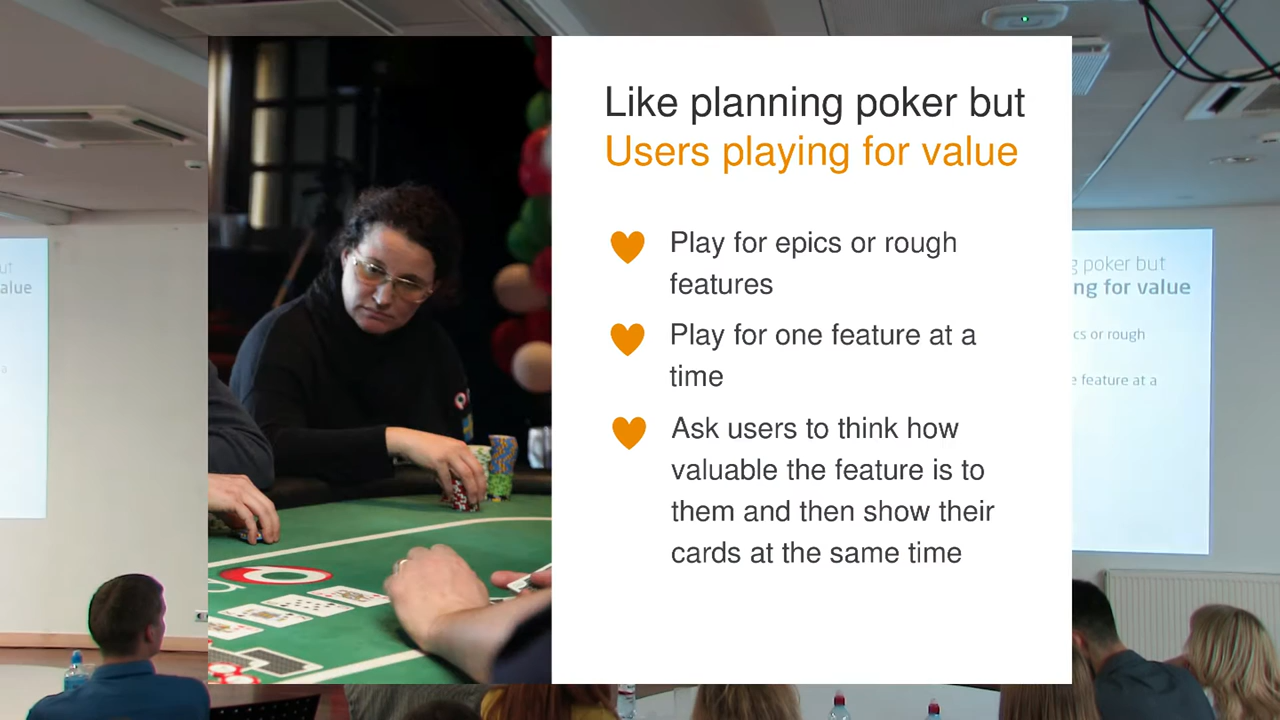 Like planning poker but
Users playing for value
Play for epics or rough
features
Play for one feature at a
time
Ask users to think how
valuable the feature is to
them and then show their
cards at the same time
poker but
for value
or rough
feature at a